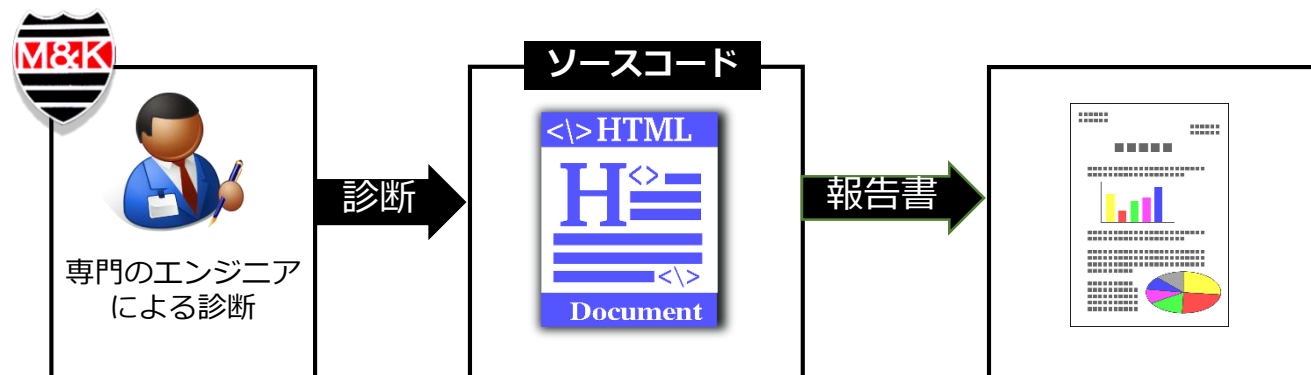 M&K
専門のエンジニア
による診断
診断
ソースコード
<\>HTML
H<>
<\>
Document
報告書